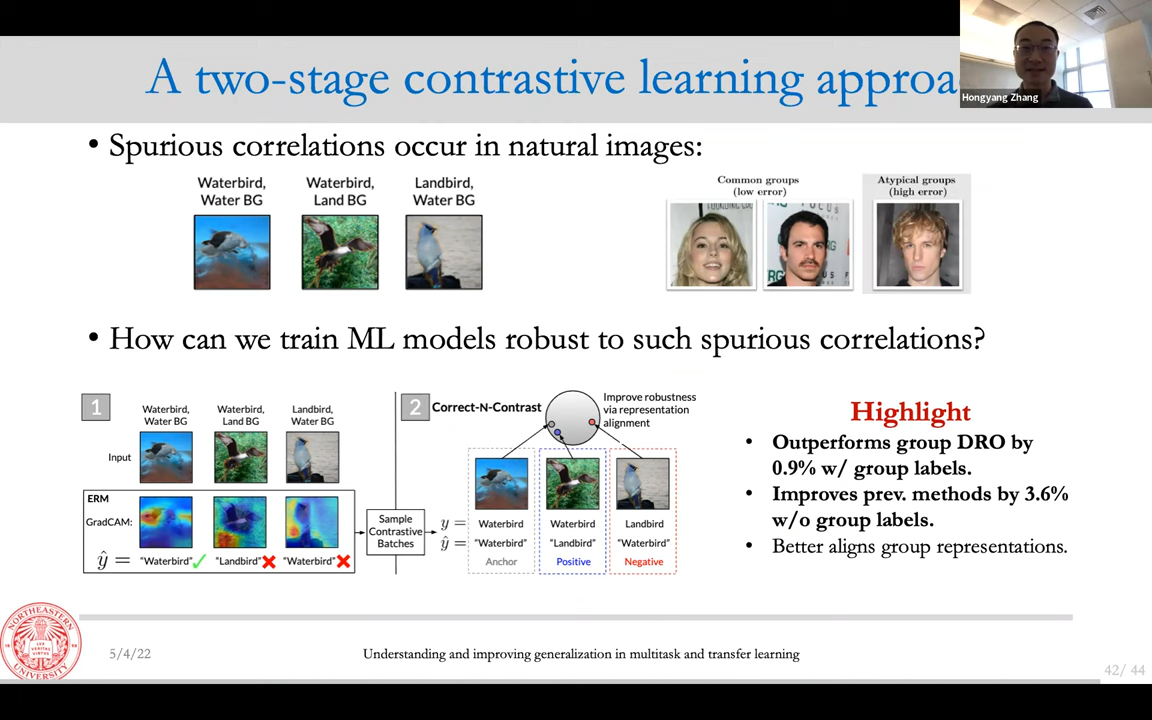 A two-stage contrastive learning approa
Hongyang Zhang
• Spurious correlations occur in natural images:
Waterbird,
Water BG
Waterbird,
Land BG
Landbird,
Water BG
Common groups
(low error)
Atypical groups
(high error)
• How can we train ML models robust to such spurious correlations?
1
Waterbird,
Water BG
Waterbird,
Land BG
Landbird,
Water BG
Input
ERM
GradCAM:
ŷ = "Waterbird" ✓ "Landbird" ✖ "Waterbird" ✖
Sample
Contrastive
Batches
2 Correct-N-Contrast
Improve robustness
via representation
alignment
y = Waterbird Waterbird Landbird
ŷ = "Waterbird" "Landbird" "Waterbird"
Anchor Positive Negative
Highlight
• Outperforms group DRO by
0.9% w/ group labels.
• Improves prev. methods by 3.6%
w/o group labels.
• Better aligns group representations.
NORTHEASTERN
UNIVERSITY
5/4/22
Understanding and improving generalization in multitask and transfer learning
42/ 44